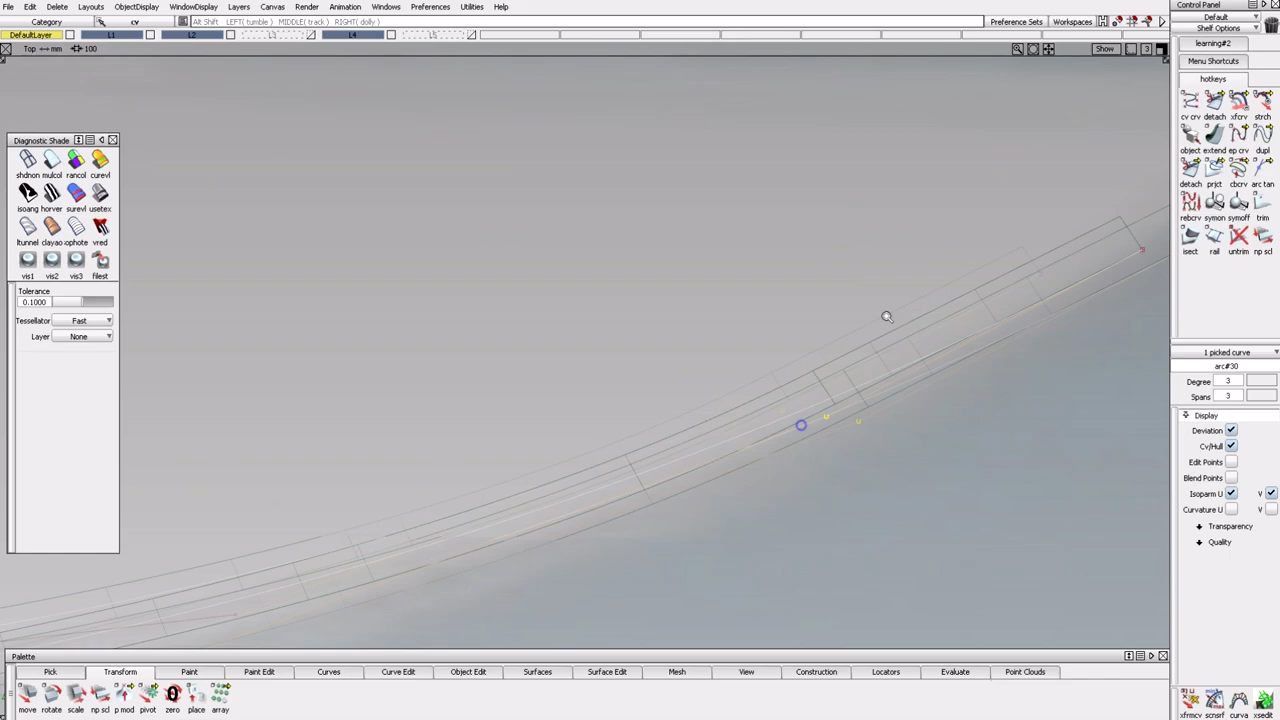 File Edit Delete Layouts ObjectDisplay WindowDisplay Layers Canvas Render Animation Windows Preferences Utilities Help
Control Panel
Category cv Alt Shift LEFT( tumble ) MIDDLE( track ) RIGHT( dolly ) Preference Sets Workspaces
Default
Shelf Options
DefaultLayer L1 L2 L3 L4 L5
learning#2
Top mm 100 Show 3
Menu Shortcuts
hotkeys
cv crv detach xfcrv strch
object extend ep crv dupl
detach prjct cbcrv arc tan
rebcrv symon symoff trim
isect rail untrim np scl
Diagnostic Shade
shdnon mulcol rancol curevl
isoang horver surevl usetex
ltunnel clayao ophote vred
vis1 vis2 vis3 filest
Tolerance
0.1000
Tessellator Fast
Layer None
1 picked curve
arc#30
Degree 3
Spans 3
Display
Deviation
Cv/Hull
Edit Points
Blend Points
Isoparm U V
Curvature U V
Transparency
Quality
Palette
Pick Transform Paint Paint Edit Curves Curve Edit Object Edit Surfaces Surface Edit Mesh View Construction Locators Evaluate Point Clouds
move rotate scale np scl p mod pivot zero place array
xfrmcv scnsrf curva xsedit